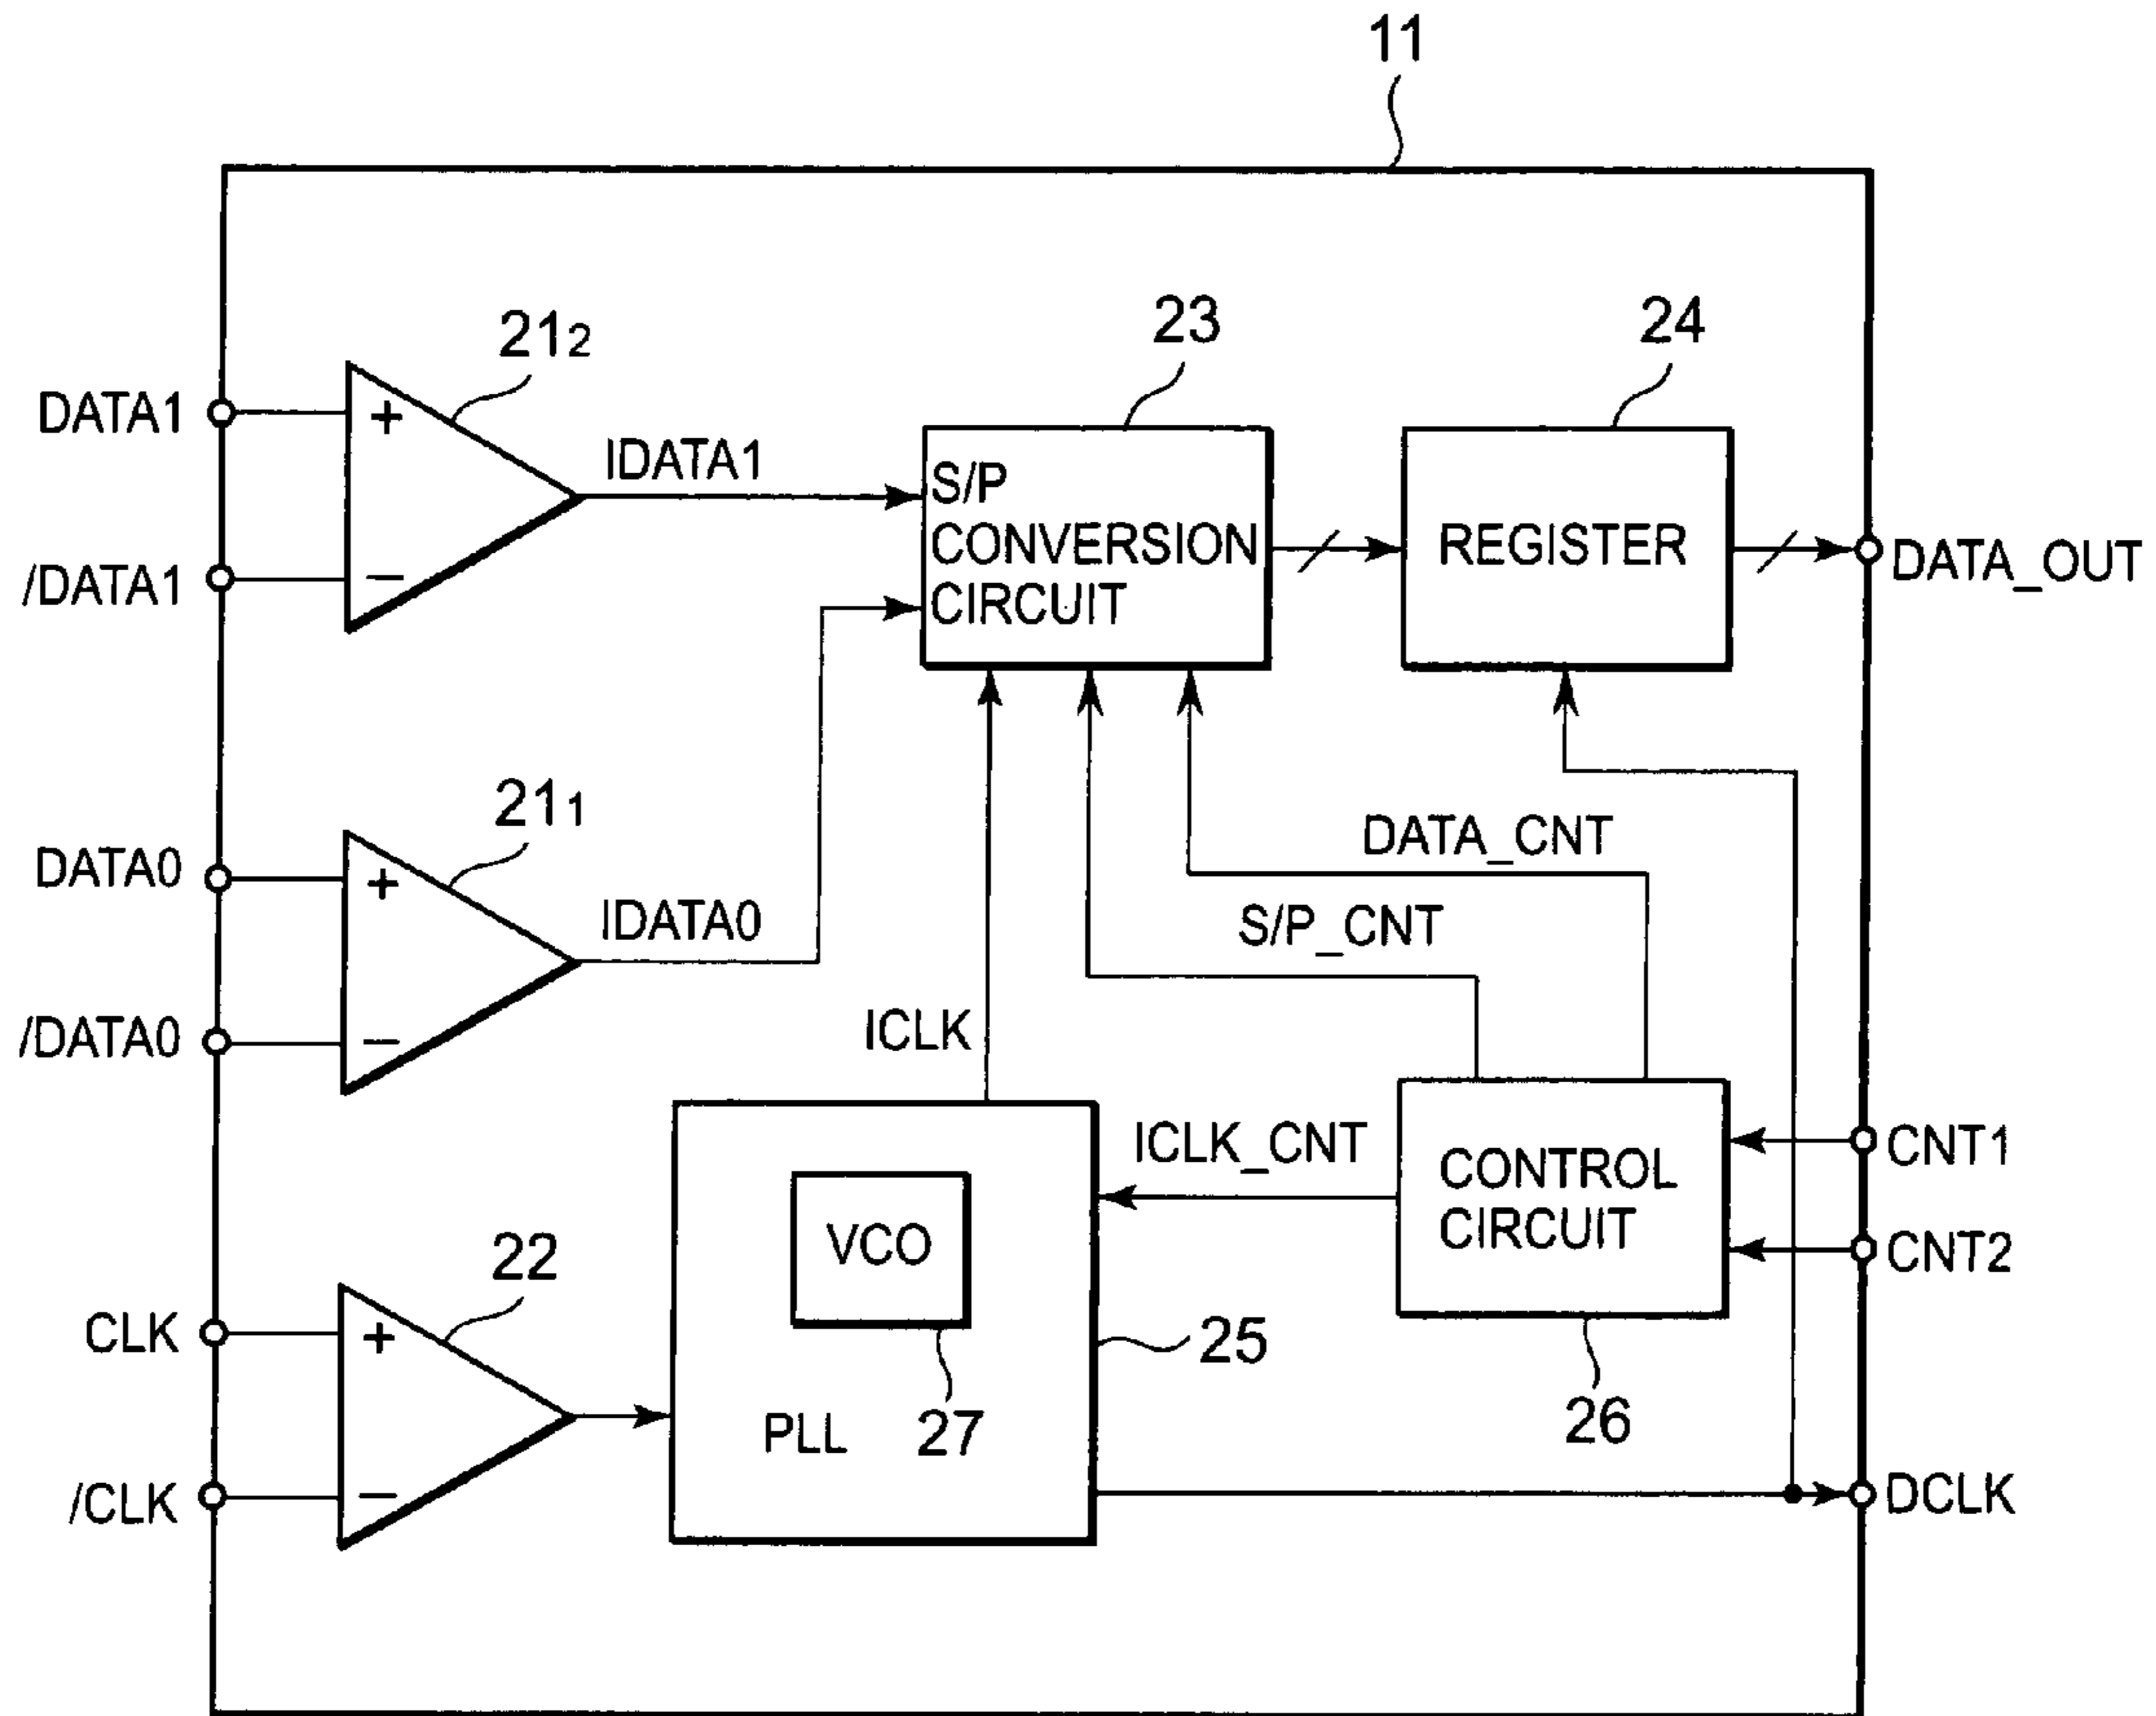 11
21₂
23
24
DATA1
+
IDATA1
S/P
CONVERSION
CIRCUIT
REGISTER
DATA_OUT
/DATA1
−
21₁
DATA_CNT
DATA0
+
IDATA0
S/P_CNT
/DATA0
−
ICLK
ICLK_CNT
CONTROL
CIRCUIT
CNT1
CNT2
VCO
22
CLK
+
25
27
PLL
26
/CLK
−
DCLK